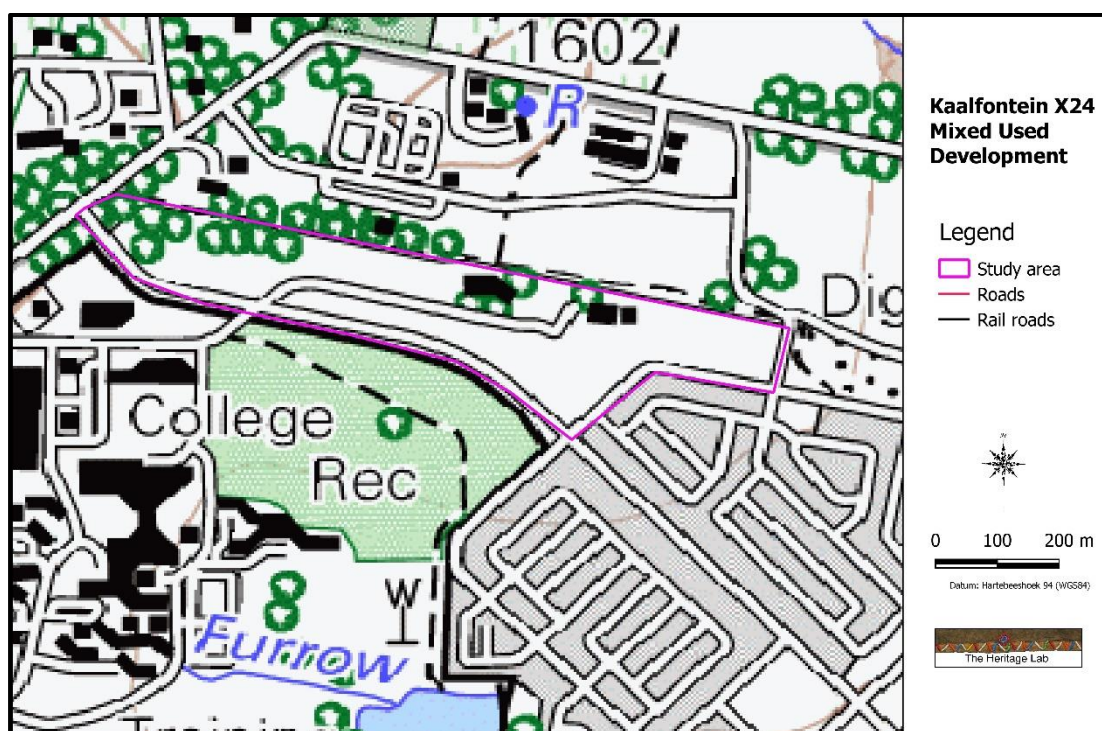 1602
R
Dig
College
Rec
W
Furrow
Kaalfontein X24
Mixed Used
Development
Legend
Study area
Roads
Rail roads
0 100 200 m
Datum: Hartebeeshoek 94 (WGS84)
The Heritage Lab